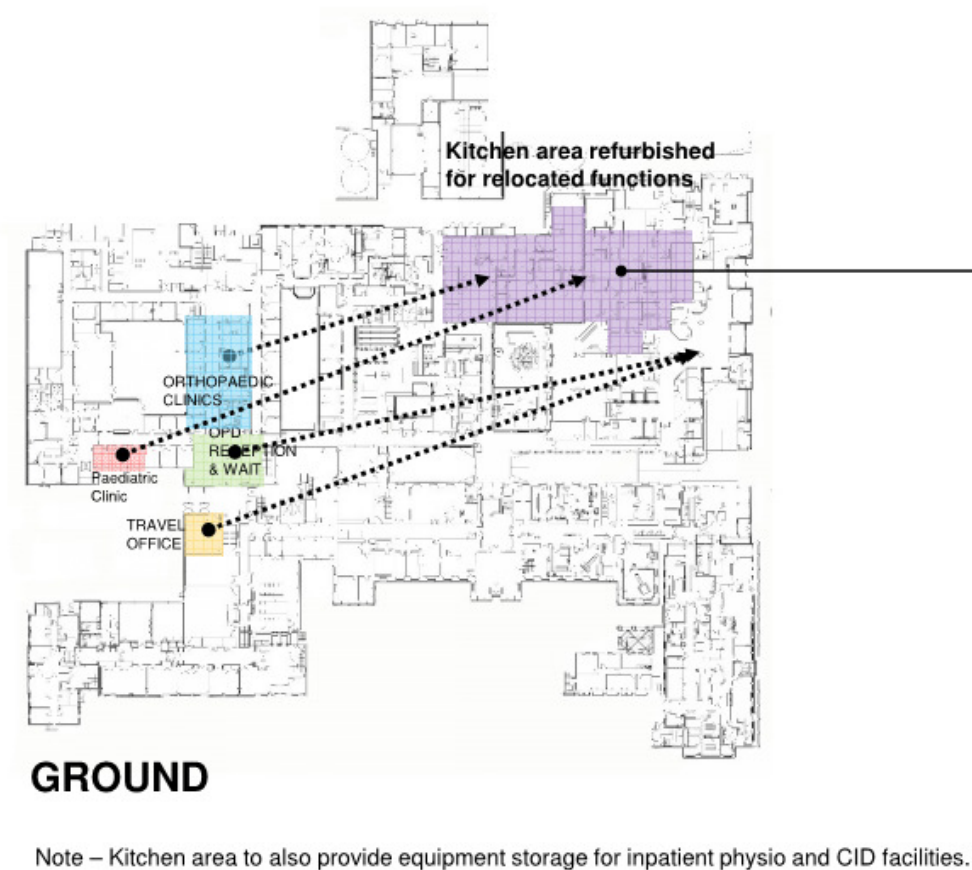 Kitchen area refurbished
for relocated functions
ORTHOPAEDIC
CLINICS
OPD
RECEPTION
& WAIT
Paediatric
Clinic
TRAVEL
OFFICE
GROUND
Note – Kitchen area to also provide equipment storage for inpatient physio and CID facilities.